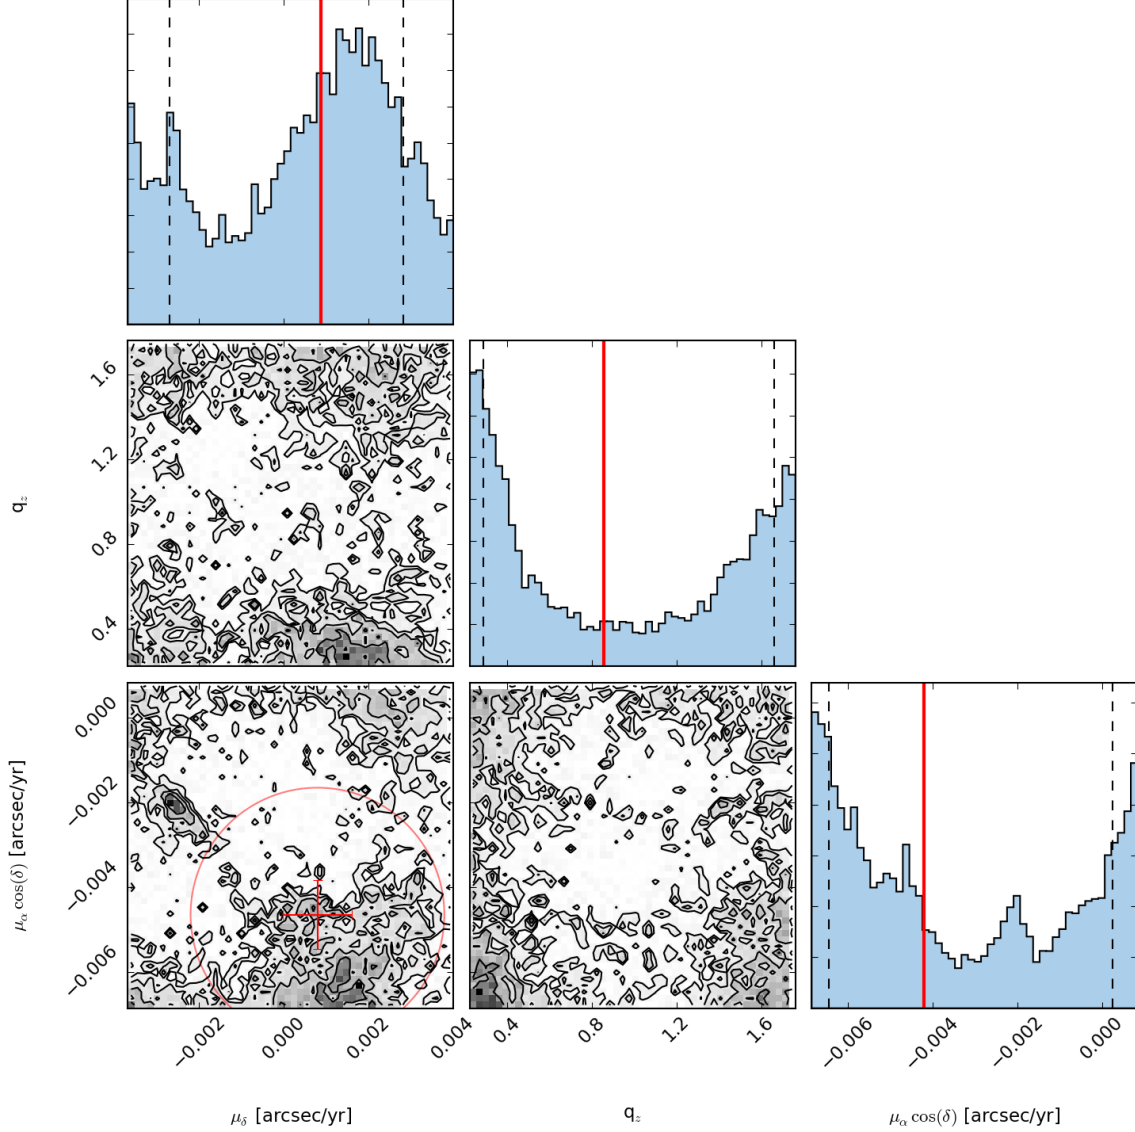 1.6
1.2
0.8
0.4
q_z
0.000
−0.002
−0.004
−0.006
μ_α cos(δ) [arcsec/yr]
−0.002 0.000 0.002 0.004 0.4 0.8 1.2 1.6 −0.006 −0.004 −0.002 0.000
μ_δ [arcsec/yr] q_z μ_α cos(δ) [arcsec/yr]